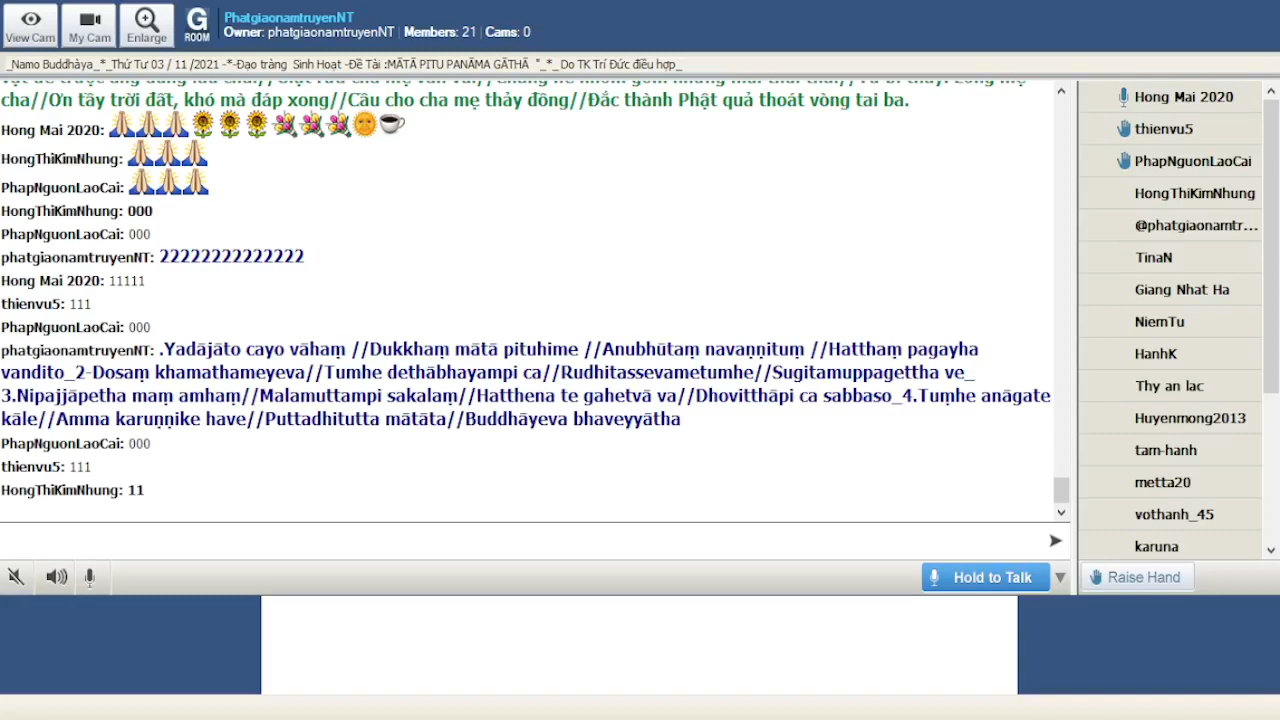 View Cam
My Cam
Enlarge
G
ROOM
PhatgiaonamtruyenNT
Owner: phatgiaonamtruyenNT | Members: 21 | Cams: 0
_Namo Buddhàya_*_Thứ Tư 03 / 11 /2021 -*-Đạo tràng Sinh Hoạt -Đề Tài :MĀTĀ PITU PANĀMA GĀTHĀ "_*_ Do TK Trí Đức điều hợp_
cha//Ơn tầy trời đất, khó mà đáp xong//Cầu cho cha mẹ thảy đồng//Đắc thành Phật quả thoát vòng tai ba.
Hong Mai 2020:
HongThiKimNhung:
PhapNguonLaoCai:
HongThiKimNhung: 000
PhapNguonLaoCai: 000
phatgiaonamtruyenNT: 22222222222222
Hong Mai 2020: 11111
thienvu5: 111
PhapNguonLaoCai: 000
phatgiaonamtruyenNT: .Yadājāto cayo vāhaṃ //Dukkhaṃ mātā pituhime //Anubhūtaṃ navaṇṇituṃ //Hatthaṃ pagayha
vandito_2-Dosaṃ khamathameyeva//Tumhe dethābhayampi ca//Rudhitassevametumhe//Sugitamuppagettha ve_
3.Nipajjāpetha maṃ amhaṃ//Malamuttampi sakalaṃ//Hatthena te gahetvā va//Dhovitthāpi ca sabbaso_4.Tuṃhe anāgate
kāle//Amma karuṇṇike have//Puttadhitutta mātāta//Buddhāyeva bhaveyyātha
PhapNguonLaoCai: 000
thienvu5: 111
HongThiKimNhung: 11
Hold to Talk
Hong Mai 2020
thienvu5
PhapNguonLaoCai
HongThiKimNhung
@phatgiaonamtr...
TinaN
Giang Nhat Ha
NiemTu
HanhK
Thy an lac
Huyenmong2013
tam-hanh
metta20
vothanh_45
karuna
Raise Hand